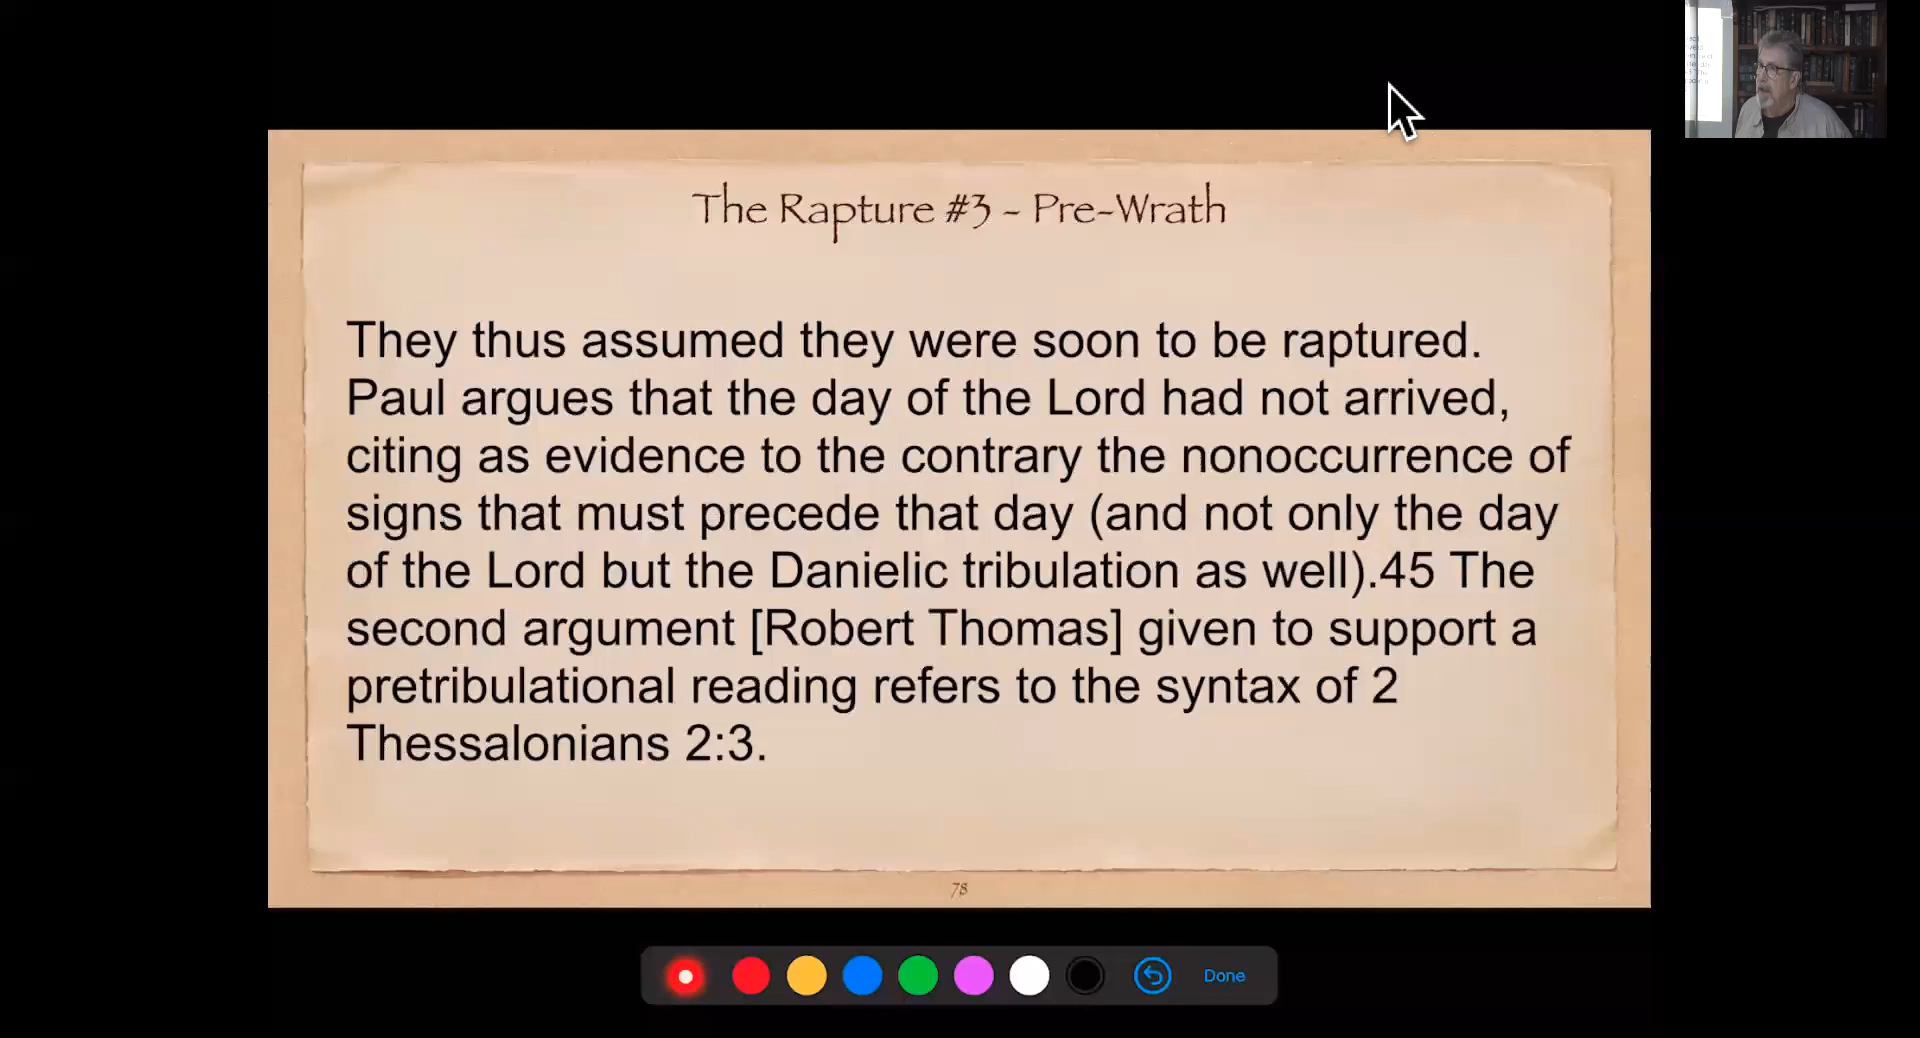 The Rapture #3 - Pre-Wrath
They thus assumed they were soon to be raptured.
Paul argues that the day of the Lord had not arrived,
citing as evidence to the contrary the nonoccurrence of
signs that must precede that day (and not only the day
of the Lord but the Danielic tribulation as well).45 The
second argument [Robert Thomas] given to support a
pretribulational reading refers to the syntax of 2
Thessalonians 2:3.
78
Done